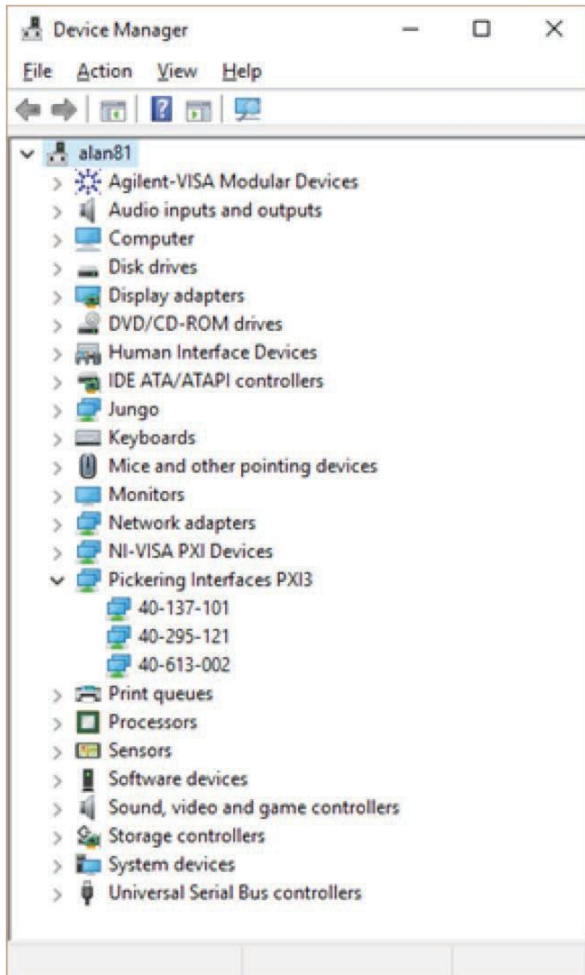 Device Manager
File Action View Help
alan81
Agilent-VISA Modular Devices
Audio inputs and outputs
Computer
Disk drives
Display adapters
DVD/CD-ROM drives
Human Interface Devices
IDE ATA/ATAPI controllers
Jungo
Keyboards
Mice and other pointing devices
Monitors
Network adapters
NI-VISA PXI Devices
Pickering Interfaces PXI3
40-137-101
40-295-121
40-613-002
Print queues
Processors
Sensors
Software devices
Sound, video and game controllers
Storage controllers
System devices
Universal Serial Bus controllers